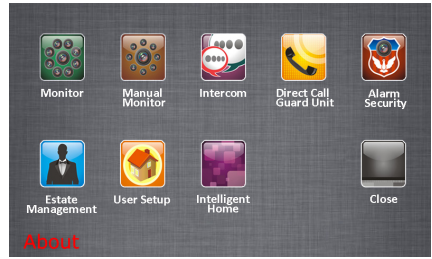 Monitor
Manual
Monitor
Intercom
Direct Call
Guard Unit
Alarm
Security
Estate
Management
User Setup
Intelligent
Home
Close
About